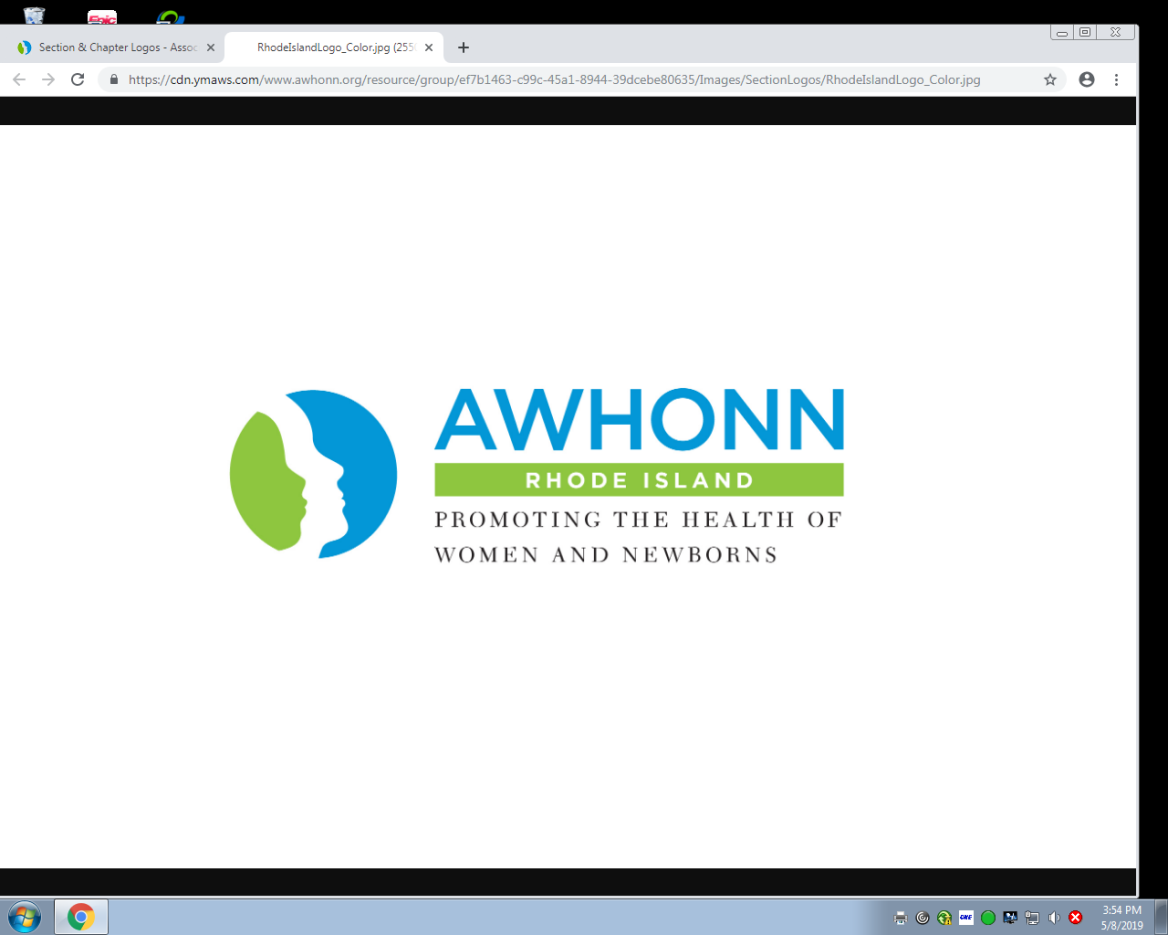 Epic
Section & Chapter Logos - Assoc
RhodeIslandLogo_Color.jpg (255
https://cdn.ymaws.com/www.awhonn.org/resource/group/ef7b1463-c99c-45a1-8944-39dcebe80635/Images/SectionLogos/RhodeIslandLogo_Color.jpg
AWHONN
RHODE ISLAND
PROMOTING THE HEALTH OF
WOMEN AND NEWBORNS
3:54 PM
5/8/2019